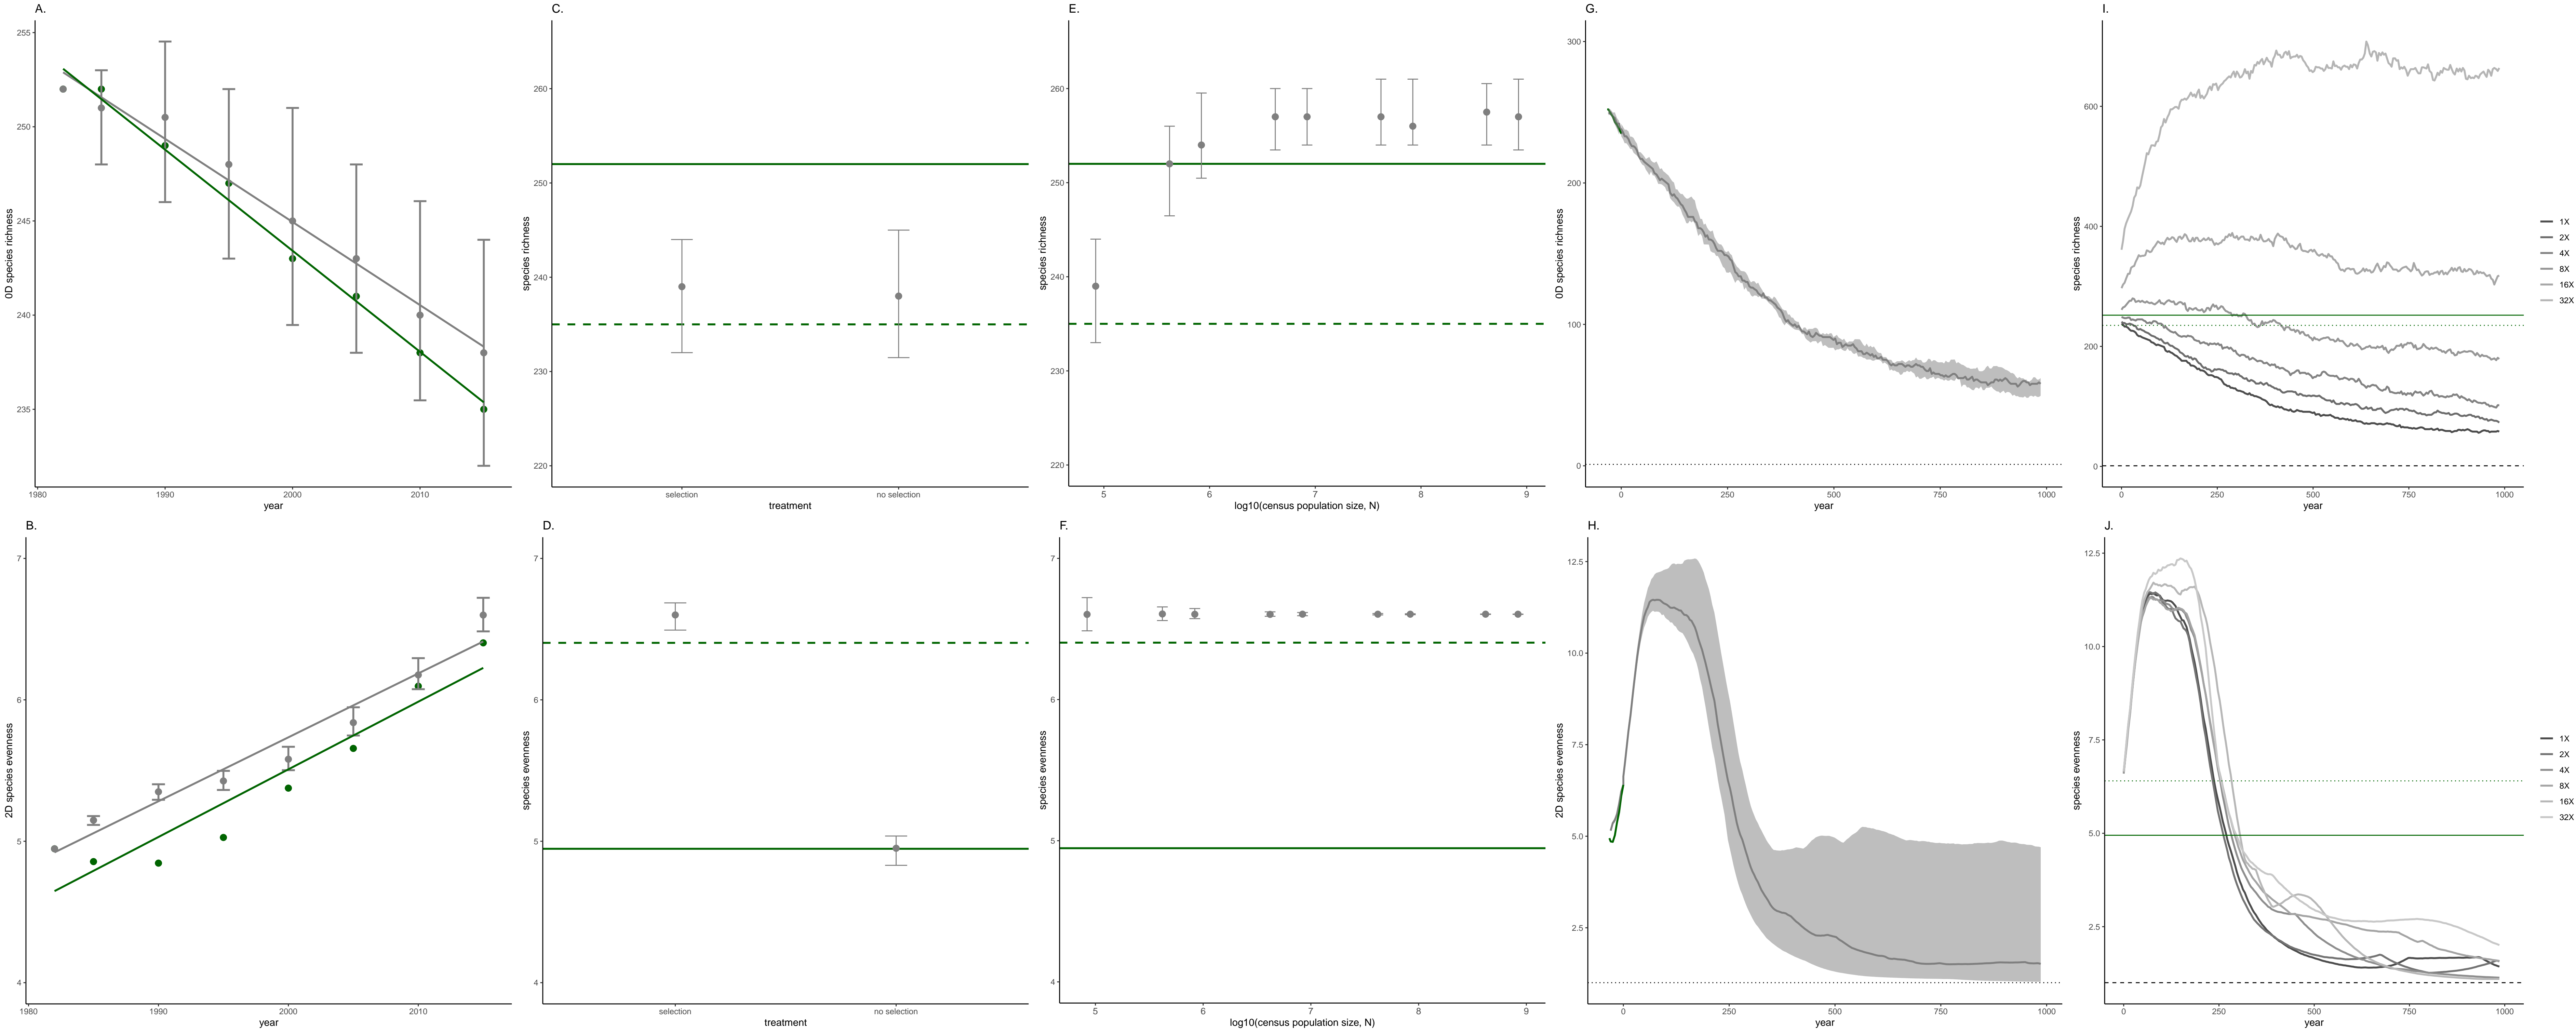 A.
255
250
245
240
235
0D species richness
1980
1990
2000
2010
year
C.
260
250
240
230
220
species richness
selection
no selection
treatment
E.
260
250
240
230
220
species richness
5
6
7
8
9
log10(census population size, N)
G.
300
200
100
0
0D species richness
0
250
500
750
1000
year
I.
600
400
200
0
species richness
0
250
500
750
1000
year
1X
2X
4X
8X
16X
32X
B.
7
6
5
4
2D species evenness
1980
1990
2000
2010
year
D.
7
6
5
4
species evenness
selection
no selection
treatment
F.
7
6
5
4
species evenness
5
6
7
8
9
log10(census population size, N)
H.
12.5
10.0
7.5
5.0
2.5
2D species evenness
0
250
500
750
1000
year
J.
12.5
10.0
7.5
5.0
2.5
species evenness
0
250
500
750
1000
year
1X
2X
4X
8X
16X
32X